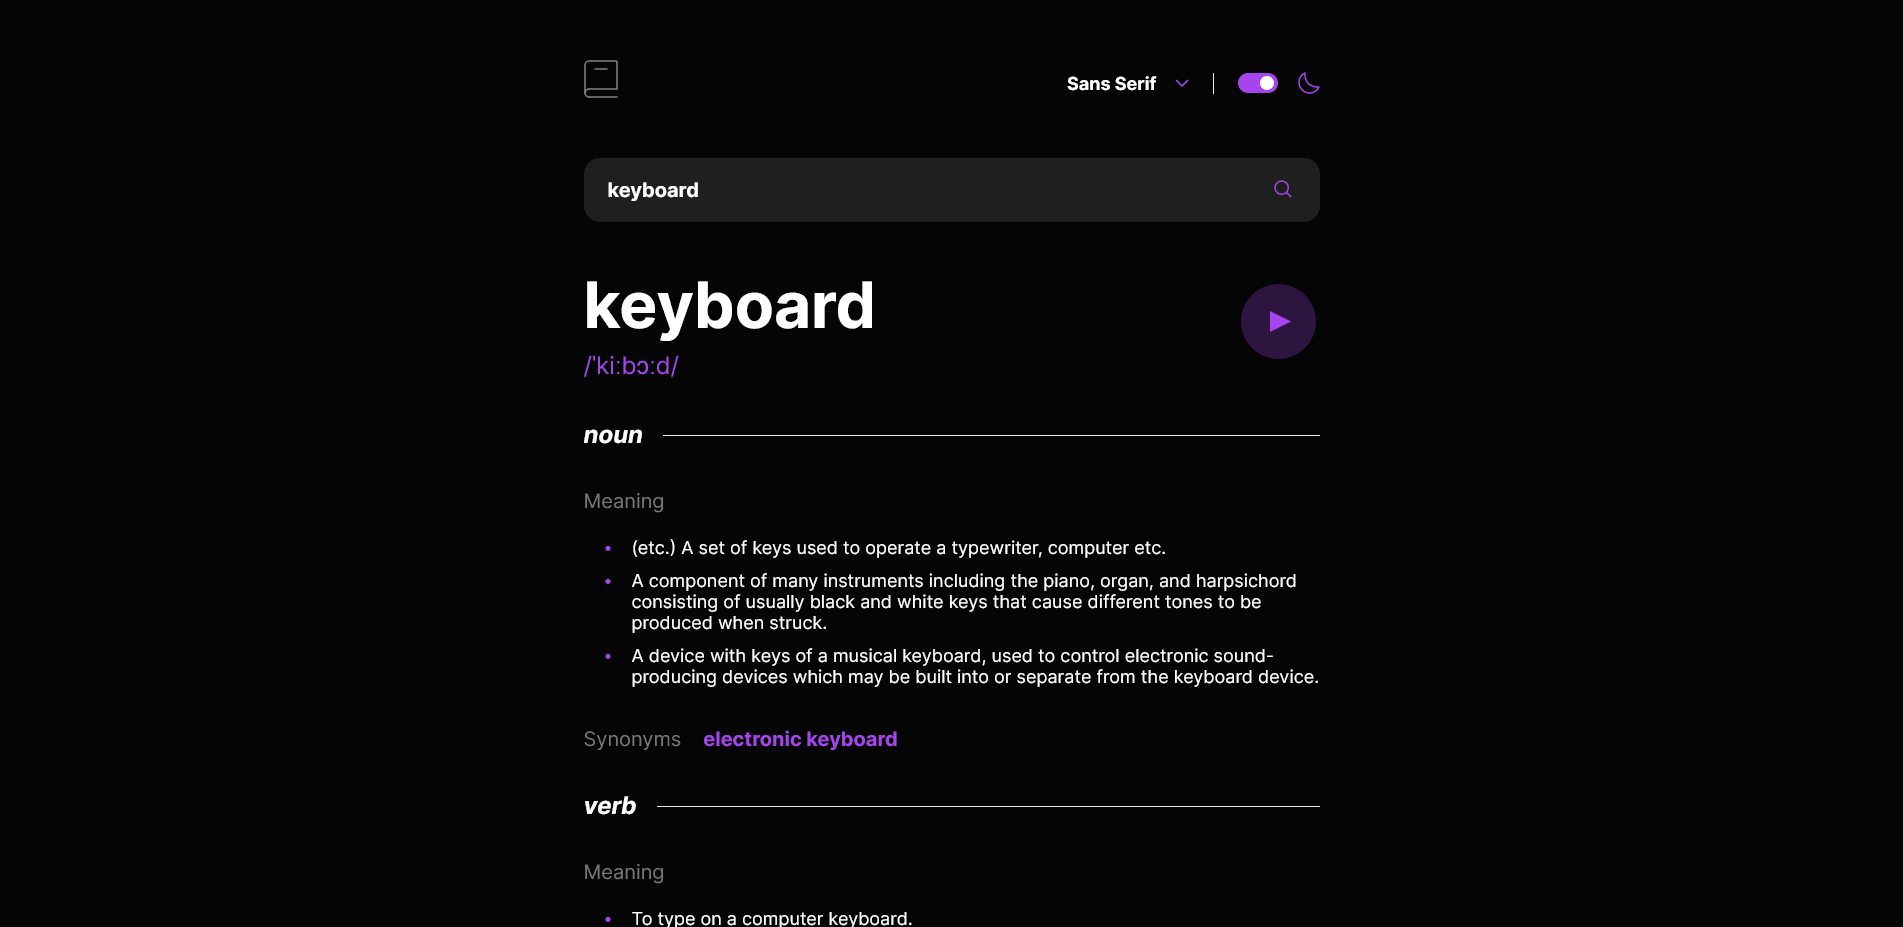 Sans Serif
keyboard
keyboard
/ˈkiːbɔːd/
noun
Meaning
(etc.) A set of keys used to operate a typewriter, computer etc.
A component of many instruments including the piano, organ, and harpsichord
consisting of usually black and white keys that cause different tones to be
produced when struck.
A device with keys of a musical keyboard, used to control electronic sound-
producing devices which may be built into or separate from the keyboard device.
Synonyms electronic keyboard
verb
Meaning
To type on a computer keyboard.